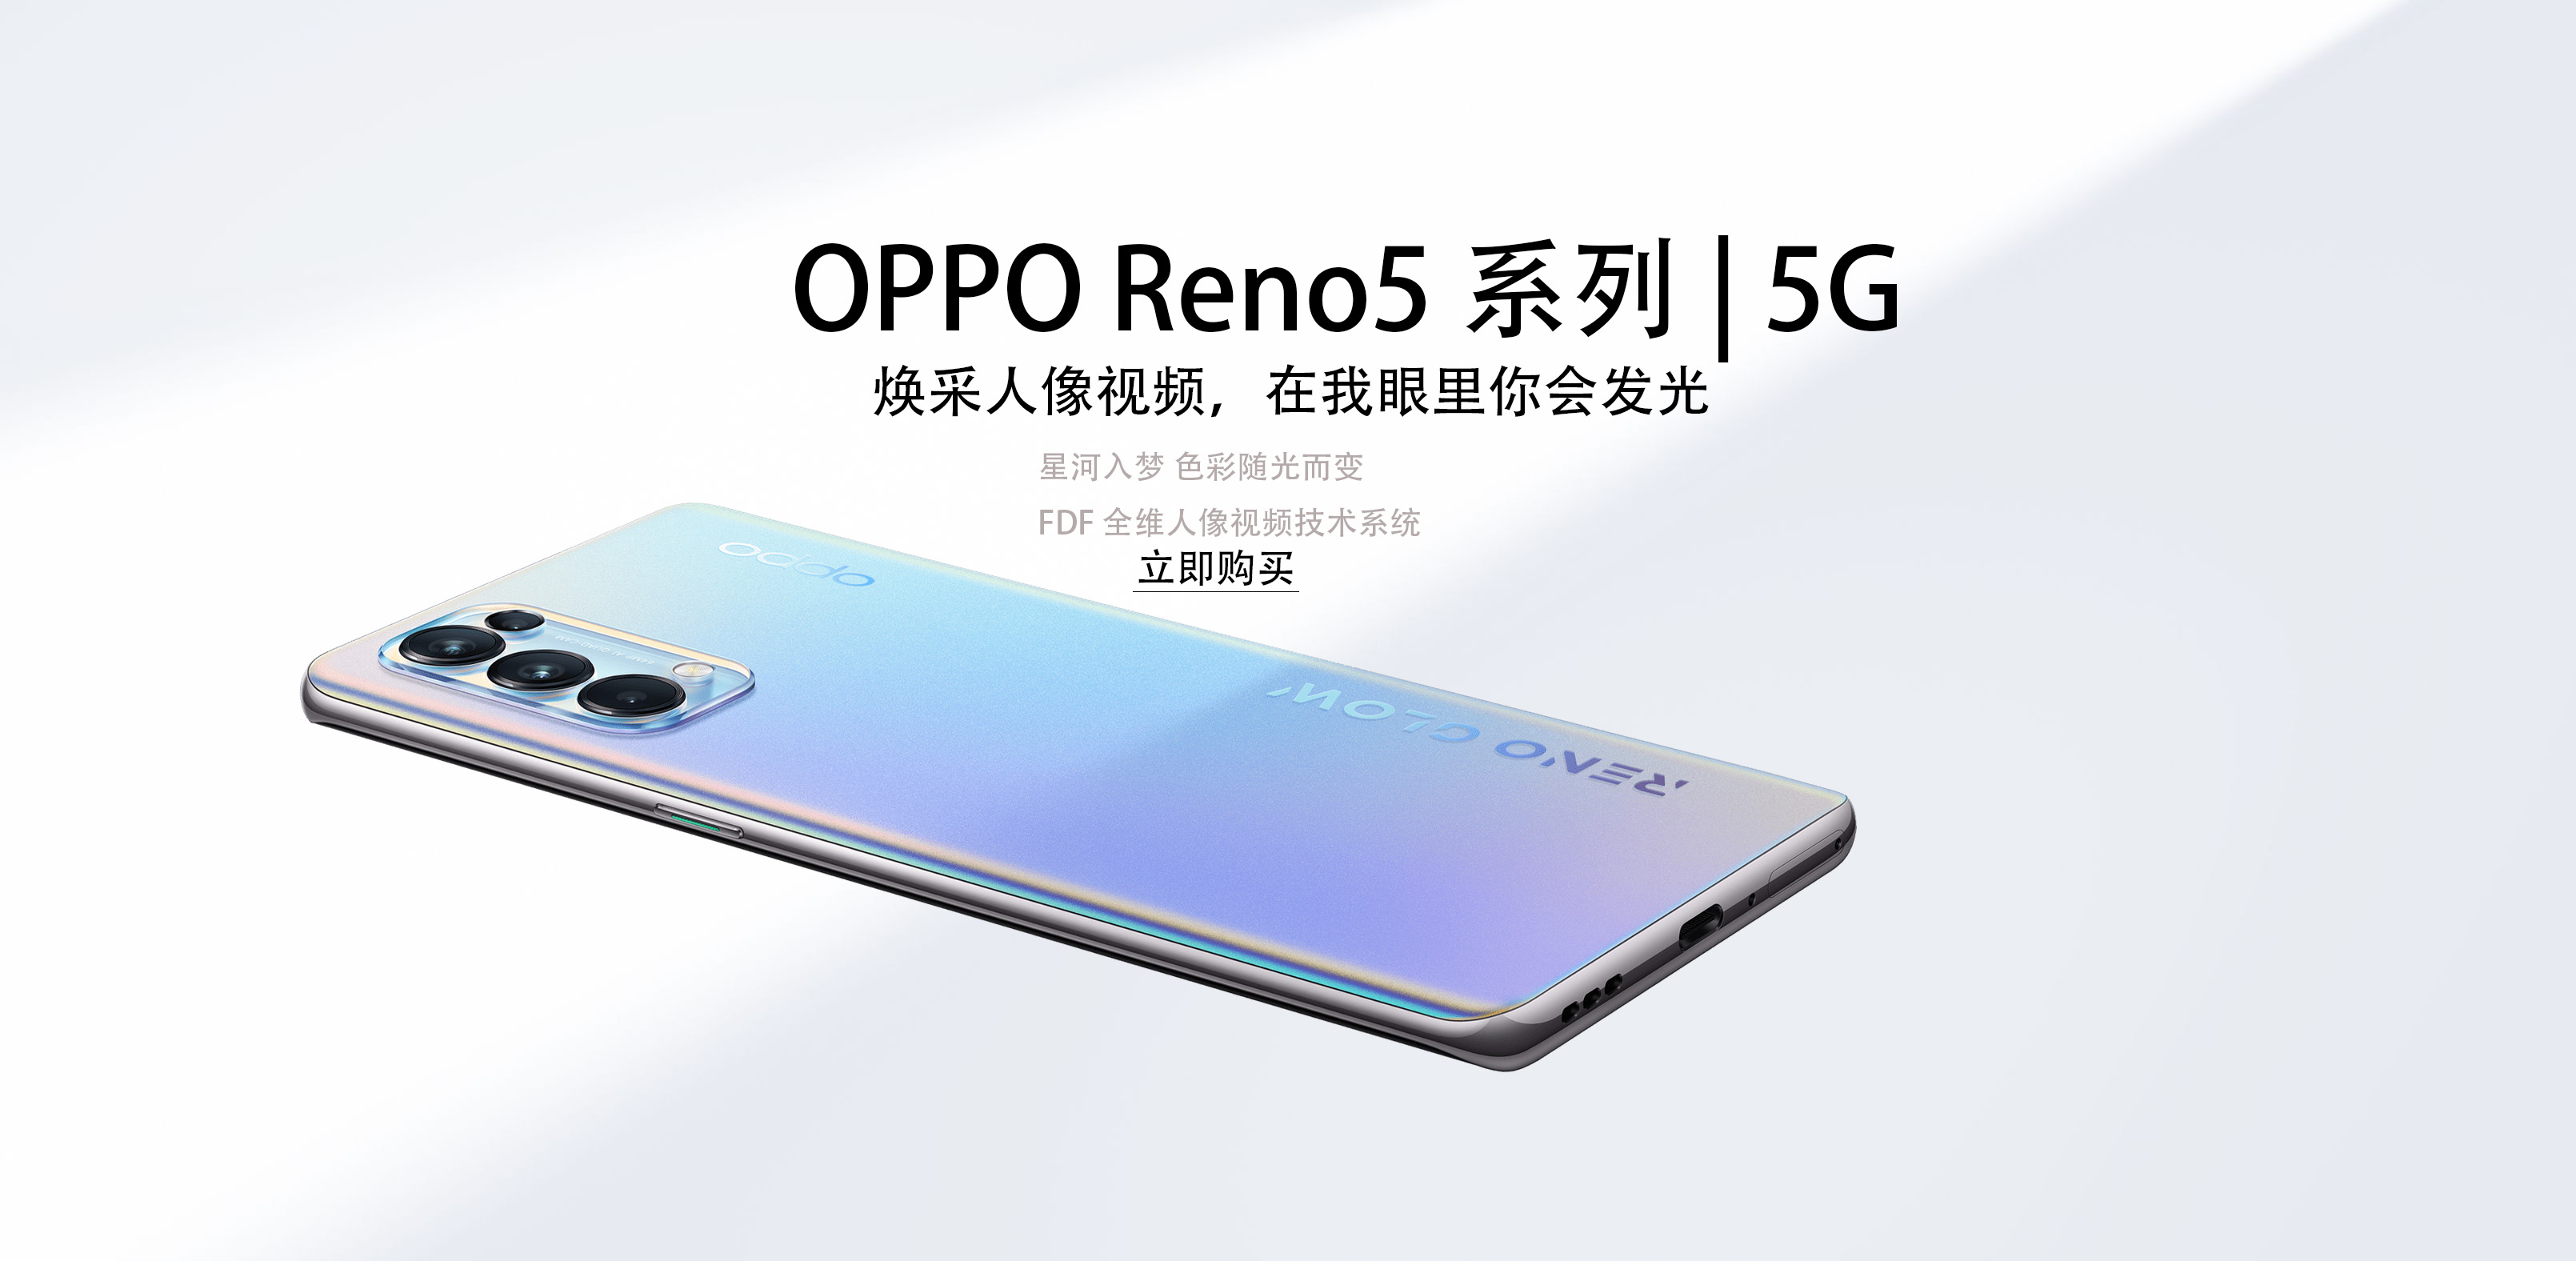 OPPO Reno5 系列 | 5G
焕采人像视频，在我眼里你会发光
星河入梦 色彩随光而变
FDF 全维人像视频技术系统
立即购买
oppo
RENO GLOW